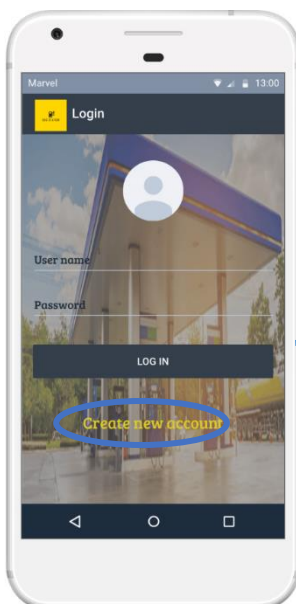 Marvel 13:00
Login
User name
Password
LOG IN
Create new account